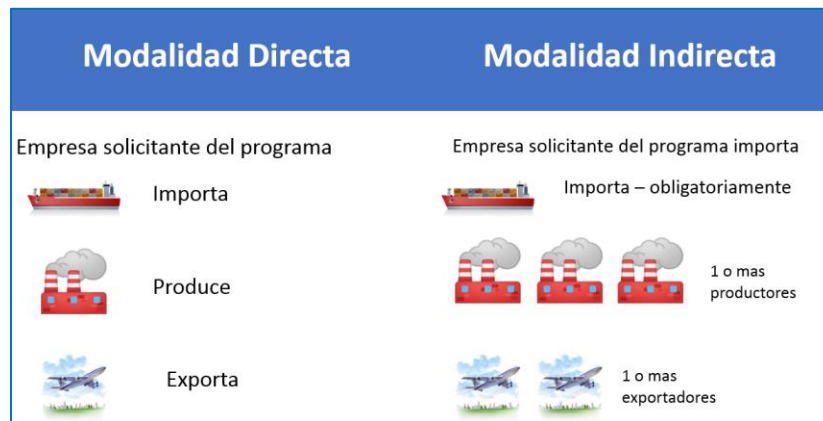 Modalidad Directa
Modalidad Indirecta
Empresa solicitante del programa
Importa
Produce
Exporta
Empresa solicitante del programa importa
Importa – obligatoriamente
1 o mas
productores
1 o mas
exportadores